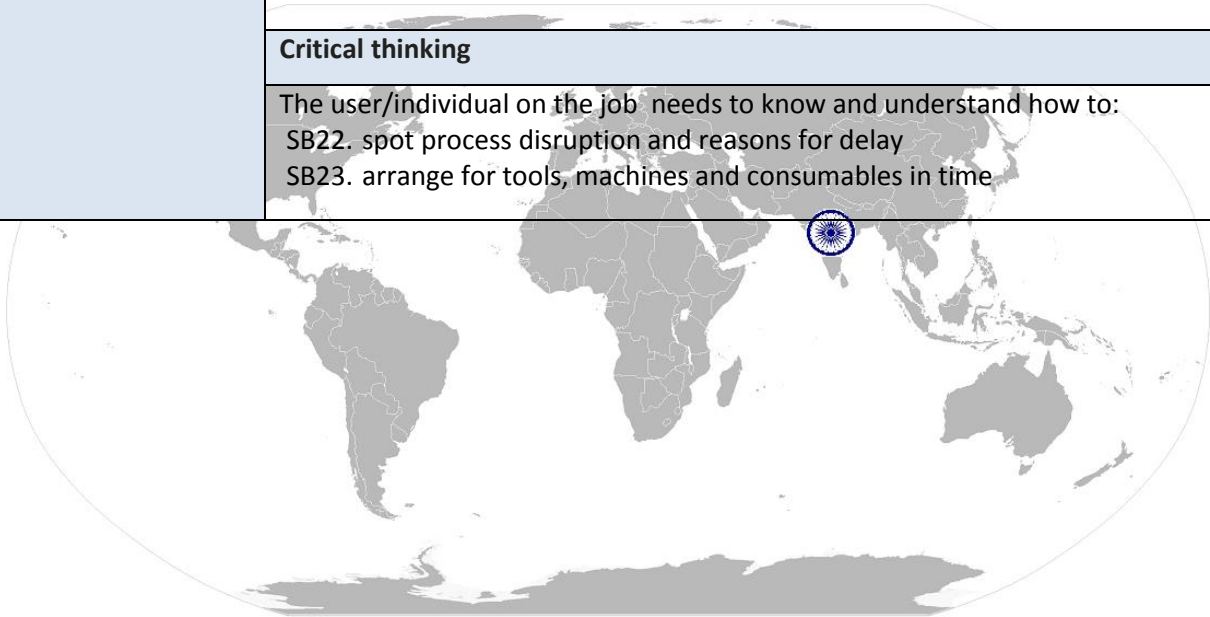 Critical thinking
The user/individual on the job needs to know and understand how to:
SB22. spot process disruption and reasons for delay
SB23. arrange for tools, machines and consumables in time